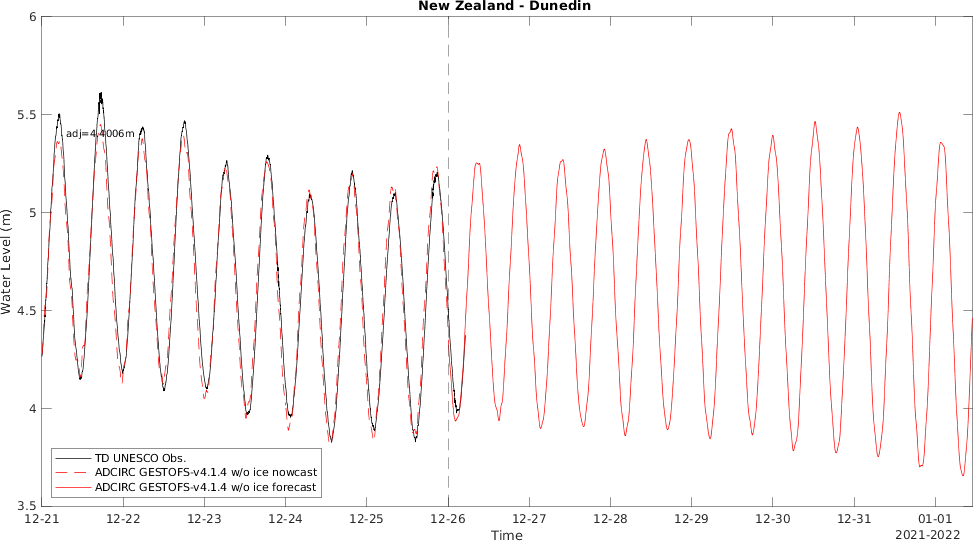 New Zealand - Dunedin
6
5.5
5
4.5
4
3.5
Water Level (m)
adj=4.4006m
TD UNESCO Obs.
ADCIRC GESTOFS-v4.1.4 w/o ice nowcast
ADCIRC GESTOFS-v4.1.4 w/o ice forecast
12-21 12-22 12-23 12-24 12-25 12-26 12-27 12-28 12-29 12-30 12-31 01-01
Time
2021-2022